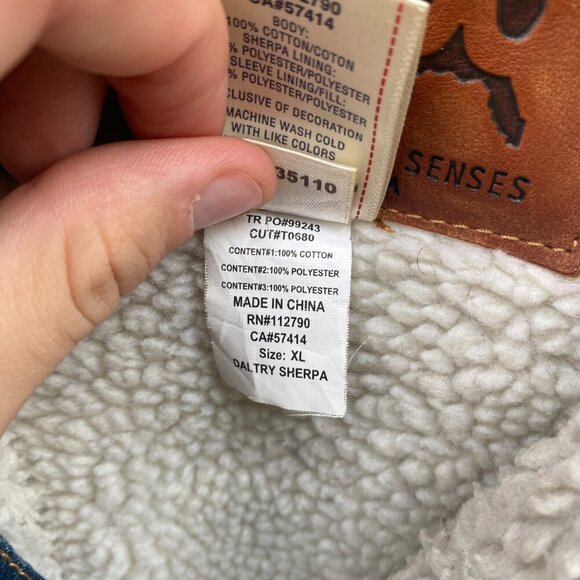 2790
CA#57414
BODY:
100% COTTON/COTON
SHERPA LINING:
% POLYESTER/POLYESTER
SLEEVE LINING/FILL:
% POLYESTER/POLYESTER
CLUSIVE OF DECORATION
MACHINE WASH COLD
WITH LIKE COLORS
35110
SENSES
TR PO#99243
CUT#T0680
CONTENT#1:100% COTTON
CONTENT#2:100% POLYESTER
CONTENT#3:100% POLYESTER
MADE IN CHINA
RN#112790
CA#57414
Size: XL
DALTRY SHERPA